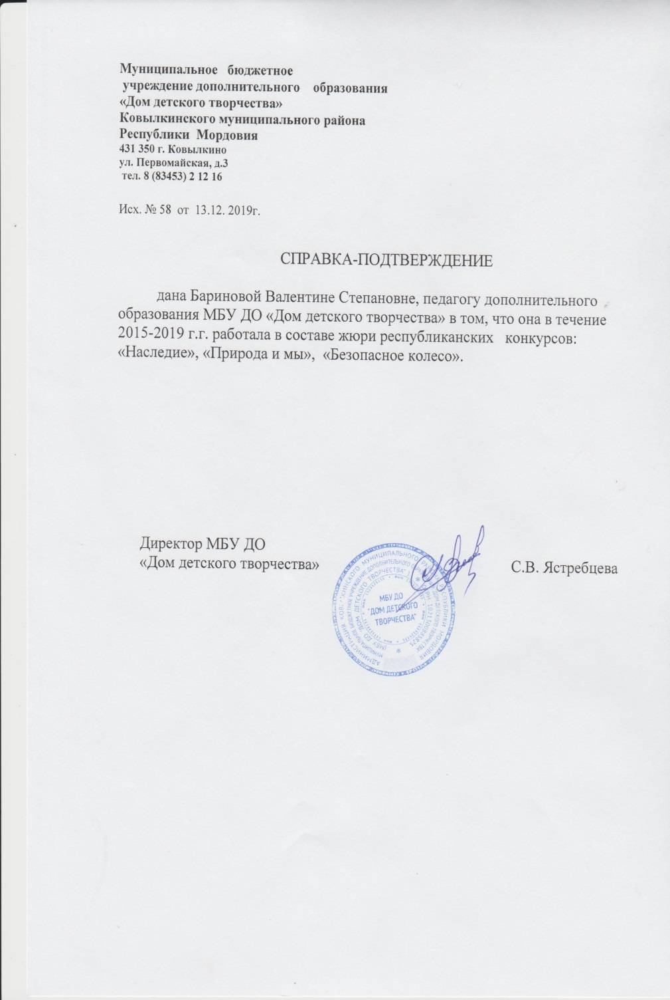 Муниципальное бюджетное
учреждение дополнительного образования
«Дом детского творчества»
Ковылкинского муниципального района
Республики Мордовия
431 350 г. Ковылкино
ул. Первомайская, д.3
тел. 8 (83453) 2 12 16
Исх. № 58 от 13.12. 2019г.
СПРАВКА-ПОДТВЕРЖДЕНИЕ
дана Бариновой Валентине Степановне, педагогу дополнительного
образования МБУ ДО «Дом детского творчества» в том, что она в течение
2015-2019 г.г. работала в составе жюри республиканских конкурсов:
«Наследие», «Природа и мы», «Безопасное колесо».
Директор МБУ ДО
«Дом детского творчества»
С.В. Ястребцева
МБУ ДО
"ДОМ ДЕТСКОГО
ТВОРЧЕСТВА"